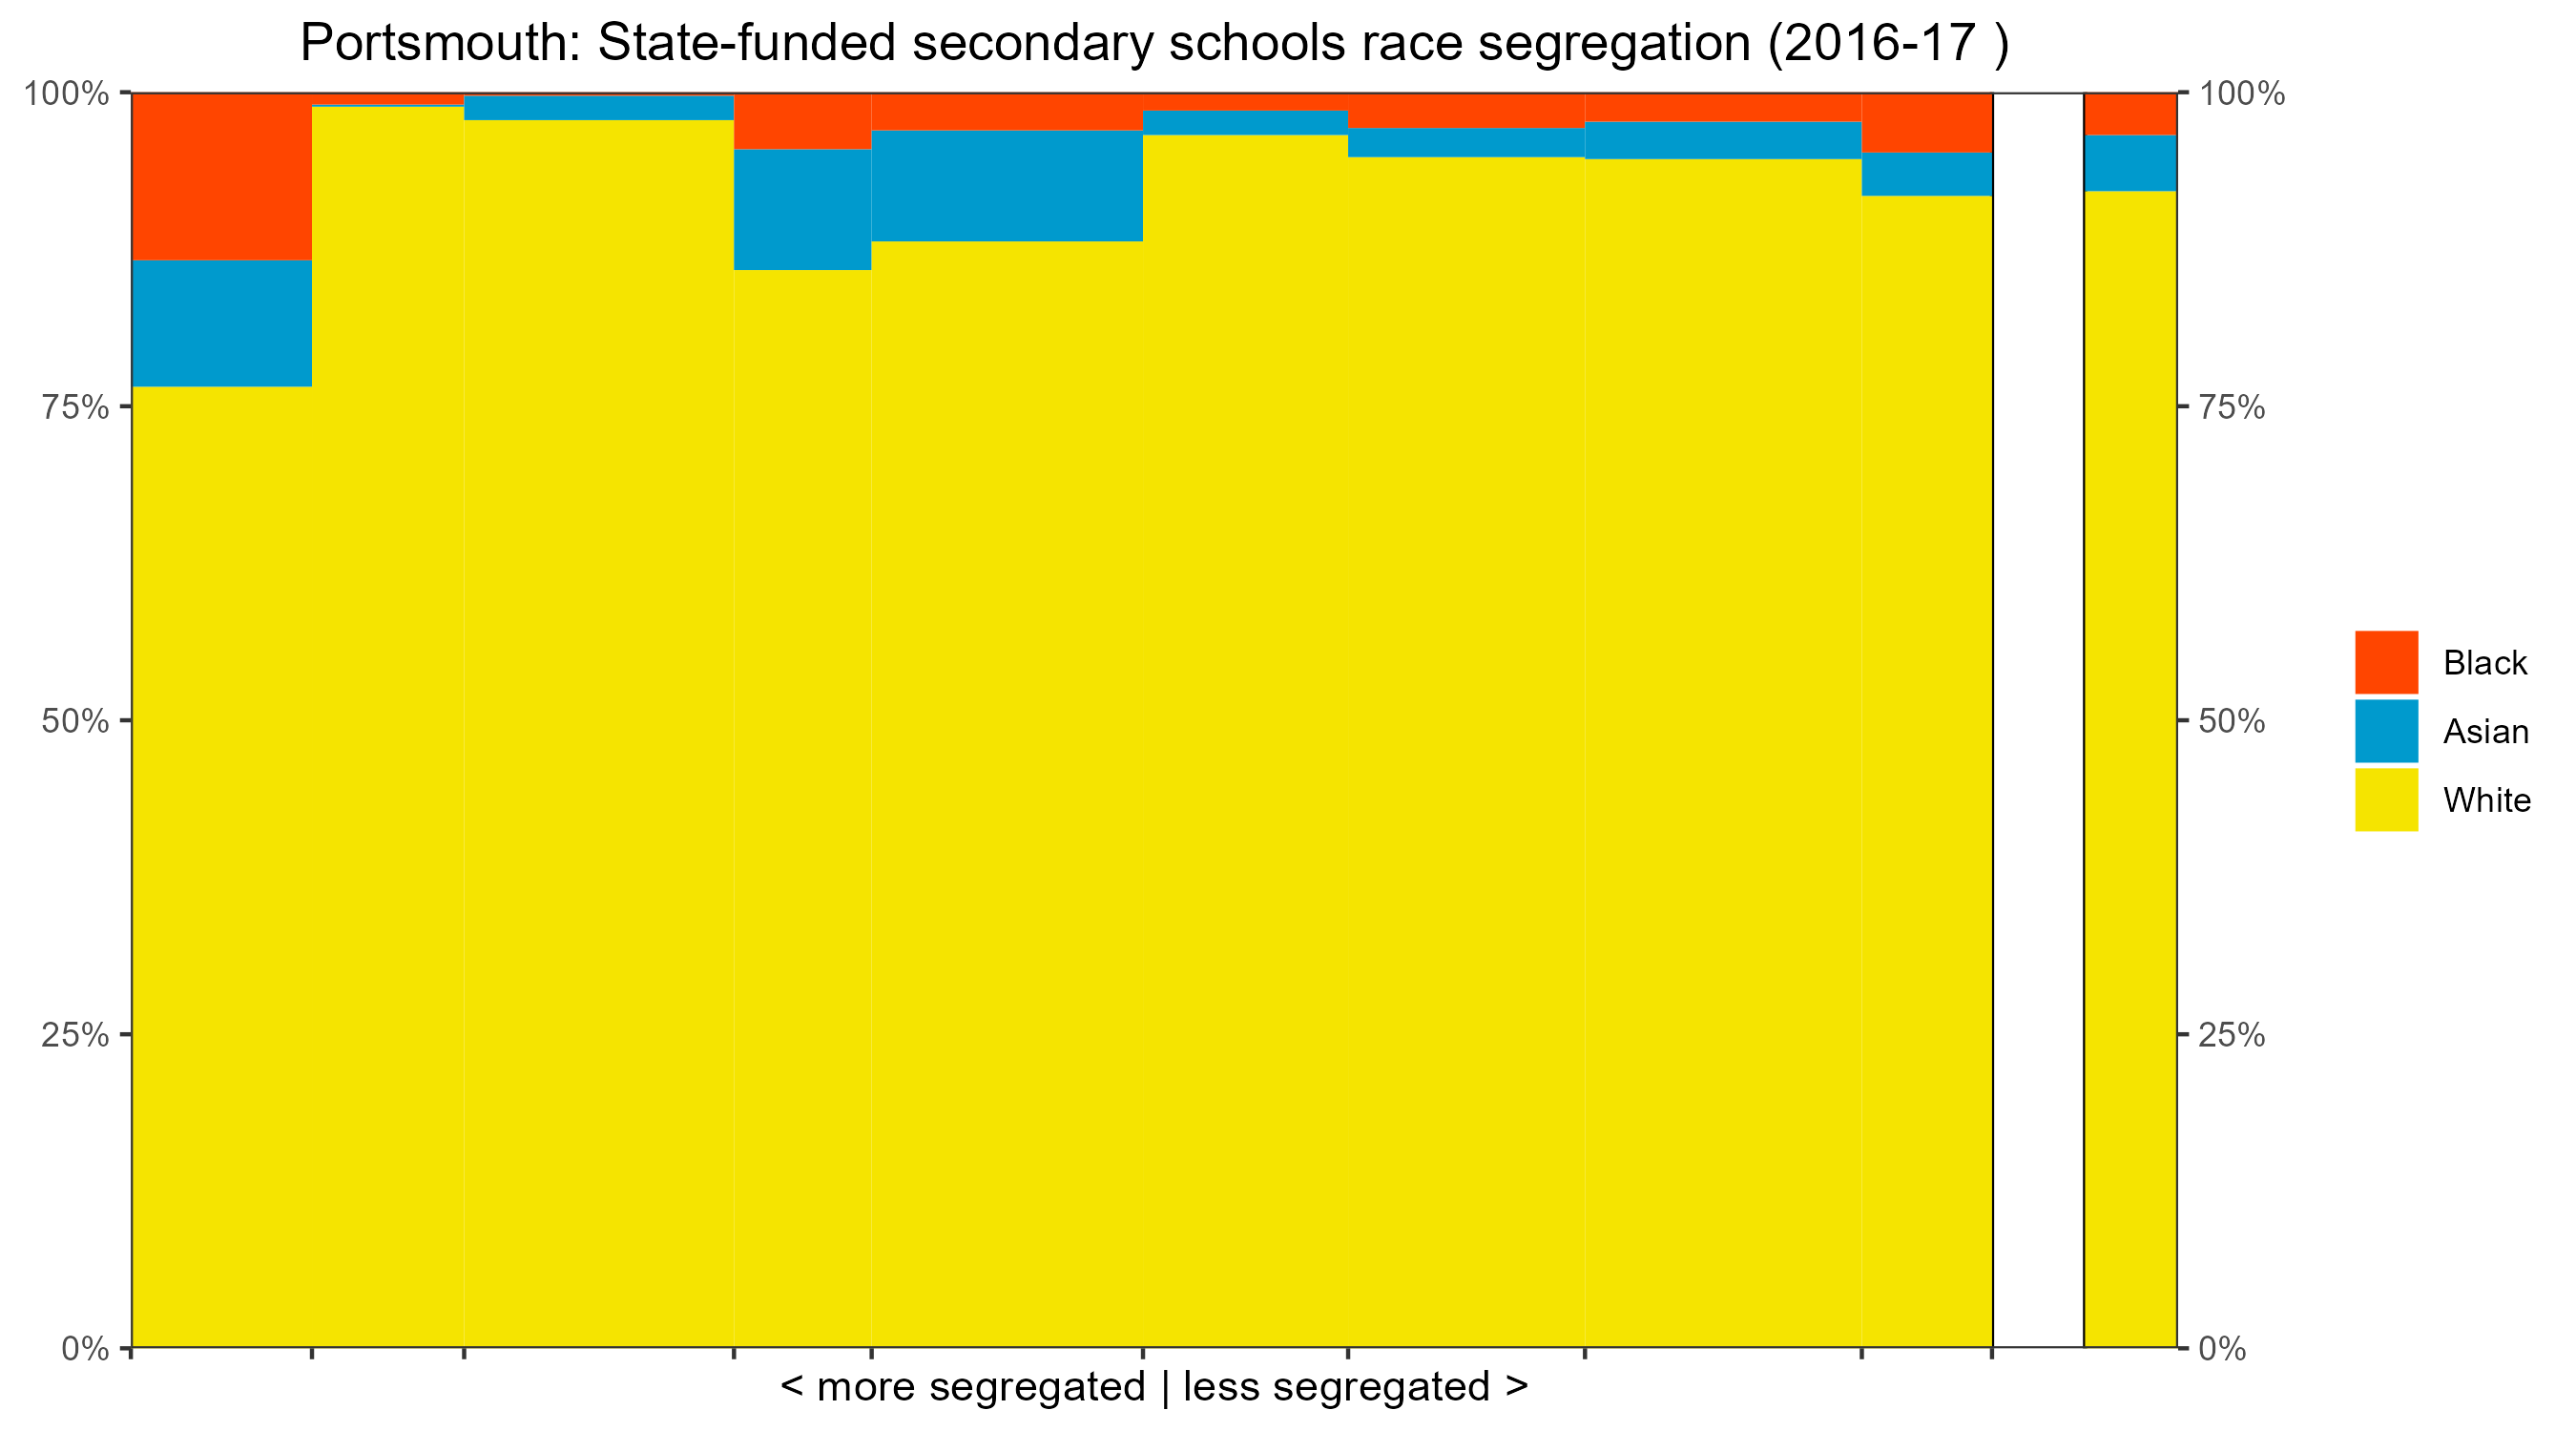 Portsmouth: State-funded secondary schools race segregation (2016-17 )
100%
75%
50%
25%
0%
100%
75%
50%
25%
0%
Black
Asian
White
< more segregated | less segregated >